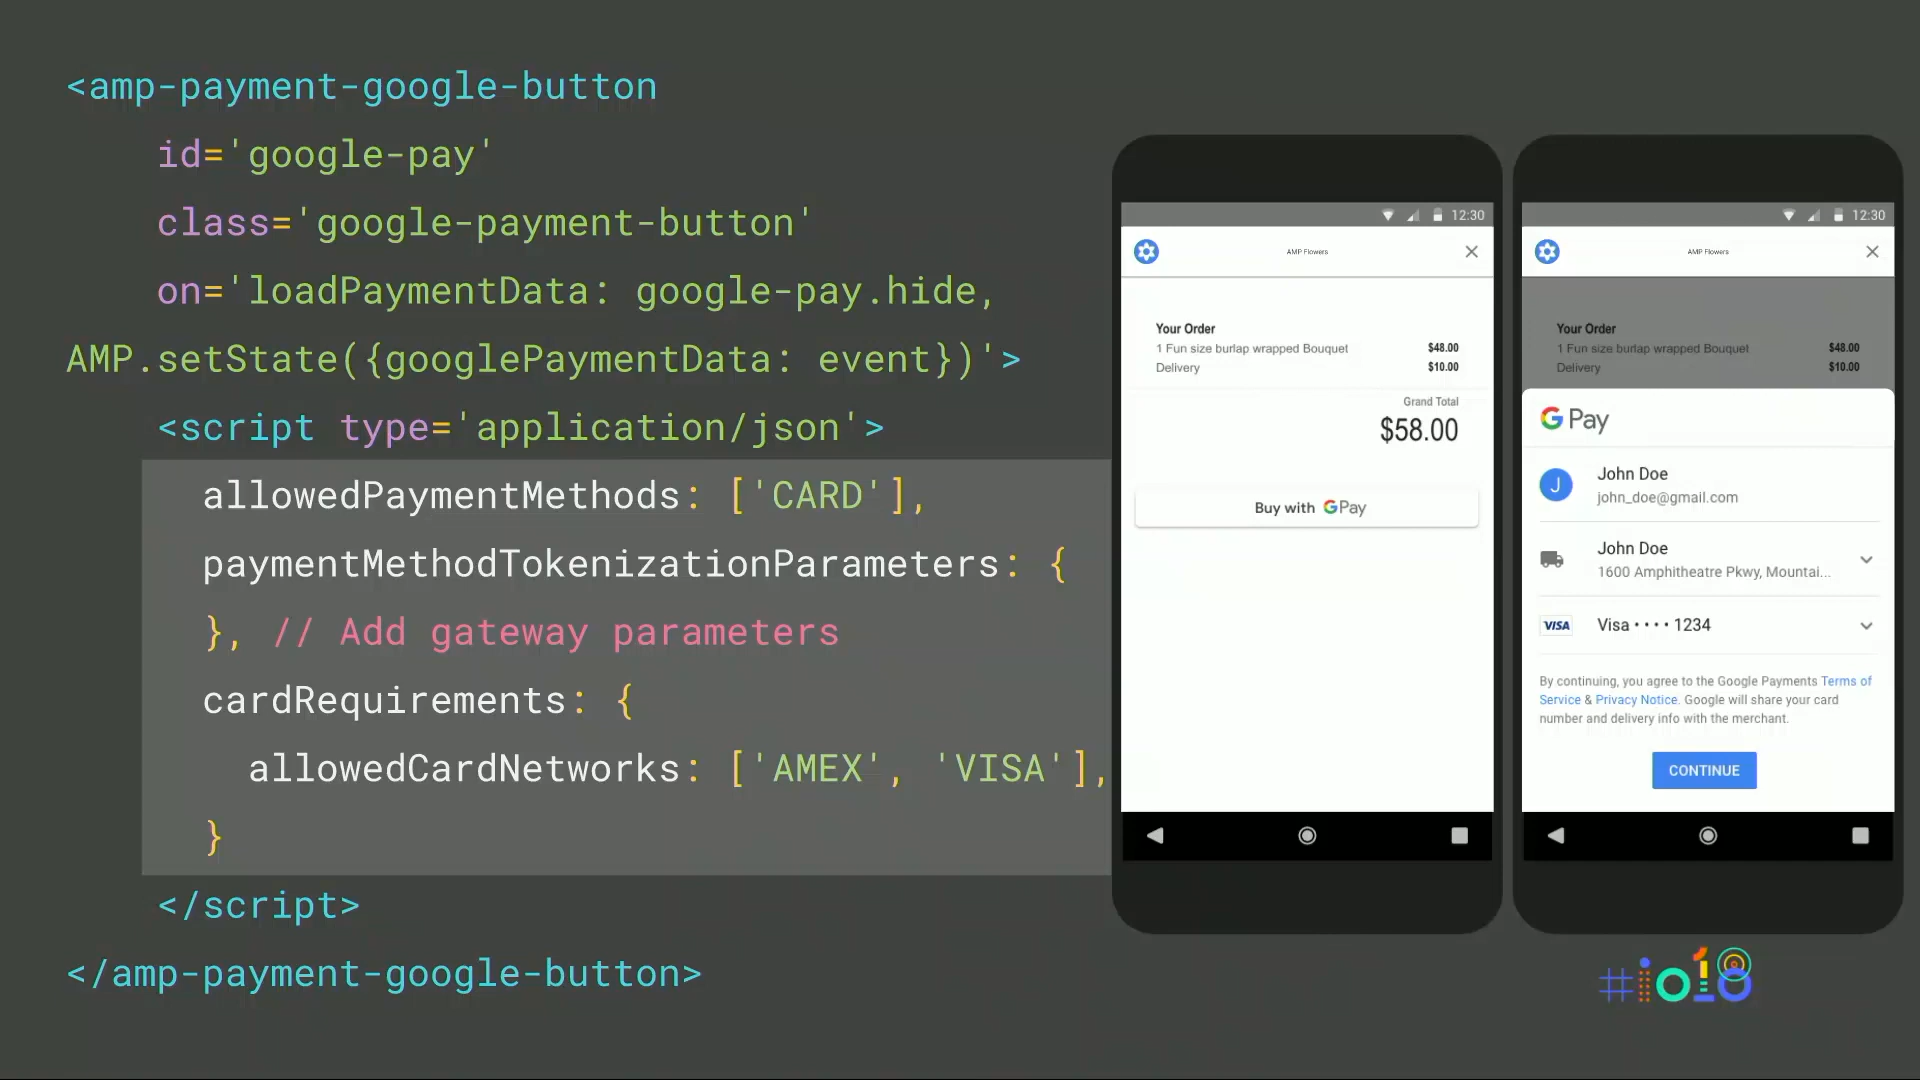 <amp-payment-google-button
id='google-pay'
class='google-payment-button'
on='loadPaymentData: google-pay.hide,
AMP.setState({googlePaymentData: event})'>
<script type='application/json'>
allowedPaymentMethods: ['CARD'],
paymentMethodTokenizationParameters: {
}, // Add gateway parameters
cardRequirements: {
allowedCardNetworks: ['AMEX', 'VISA'],
}
</script>
</amp-payment-google-button>
12:30
AMP Flowers
Your Order
1 Fun size burlap wrapped Bouquet $48.00
Delivery $10.00
Grand Total
$58.00
Buy with G Pay
12:30
AMP Flowers
Your Order
1 Fun size burlap wrapped Bouquet $48.00
Delivery $10.00
G Pay
J John Doe
john_doe@gmail.com
John Doe
1600 Amphitheatre Pkwy, Mountai...
VISA Visa •••• 1234
By continuing, you agree to the Google Payments Terms of
Service & Privacy Notice. Google will share your card
number and delivery info with the merchant.
CONTINUE
#io18